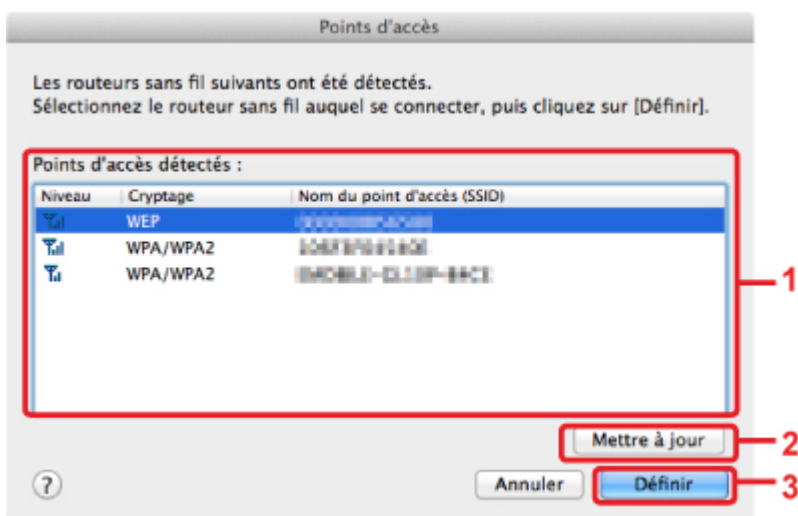 Points d'accès
Les routeurs sans fil suivants ont été détectés.
Sélectionnez le routeur sans fil auquel se connecter, puis cliquez sur [Définir].
Points d'accès détectés :
Niveau Cryptage Nom du point d'accès (SSID)
WEP
WPA/WPA2
WPA/WPA2
1
Mettre à jour 2
? Annuler Définir 3